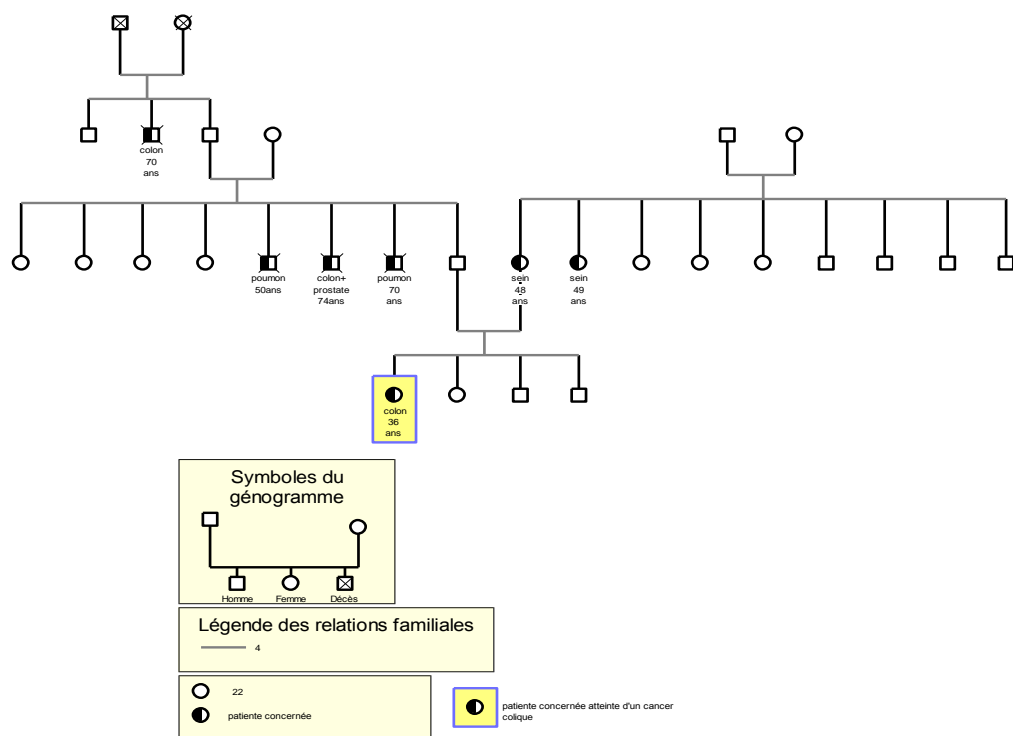 colon
70
ans
poumon
50ans
colon+
prostate
74ans
poumon
70
ans
sein
48
ans
sein
49
ans
colon
36
ans
Symboles du
génogramme
Homme
Femme
Décès
Légende des relations familiales
4
22
patiente concernée
patiente concernée atteinte d'un cancer
colique